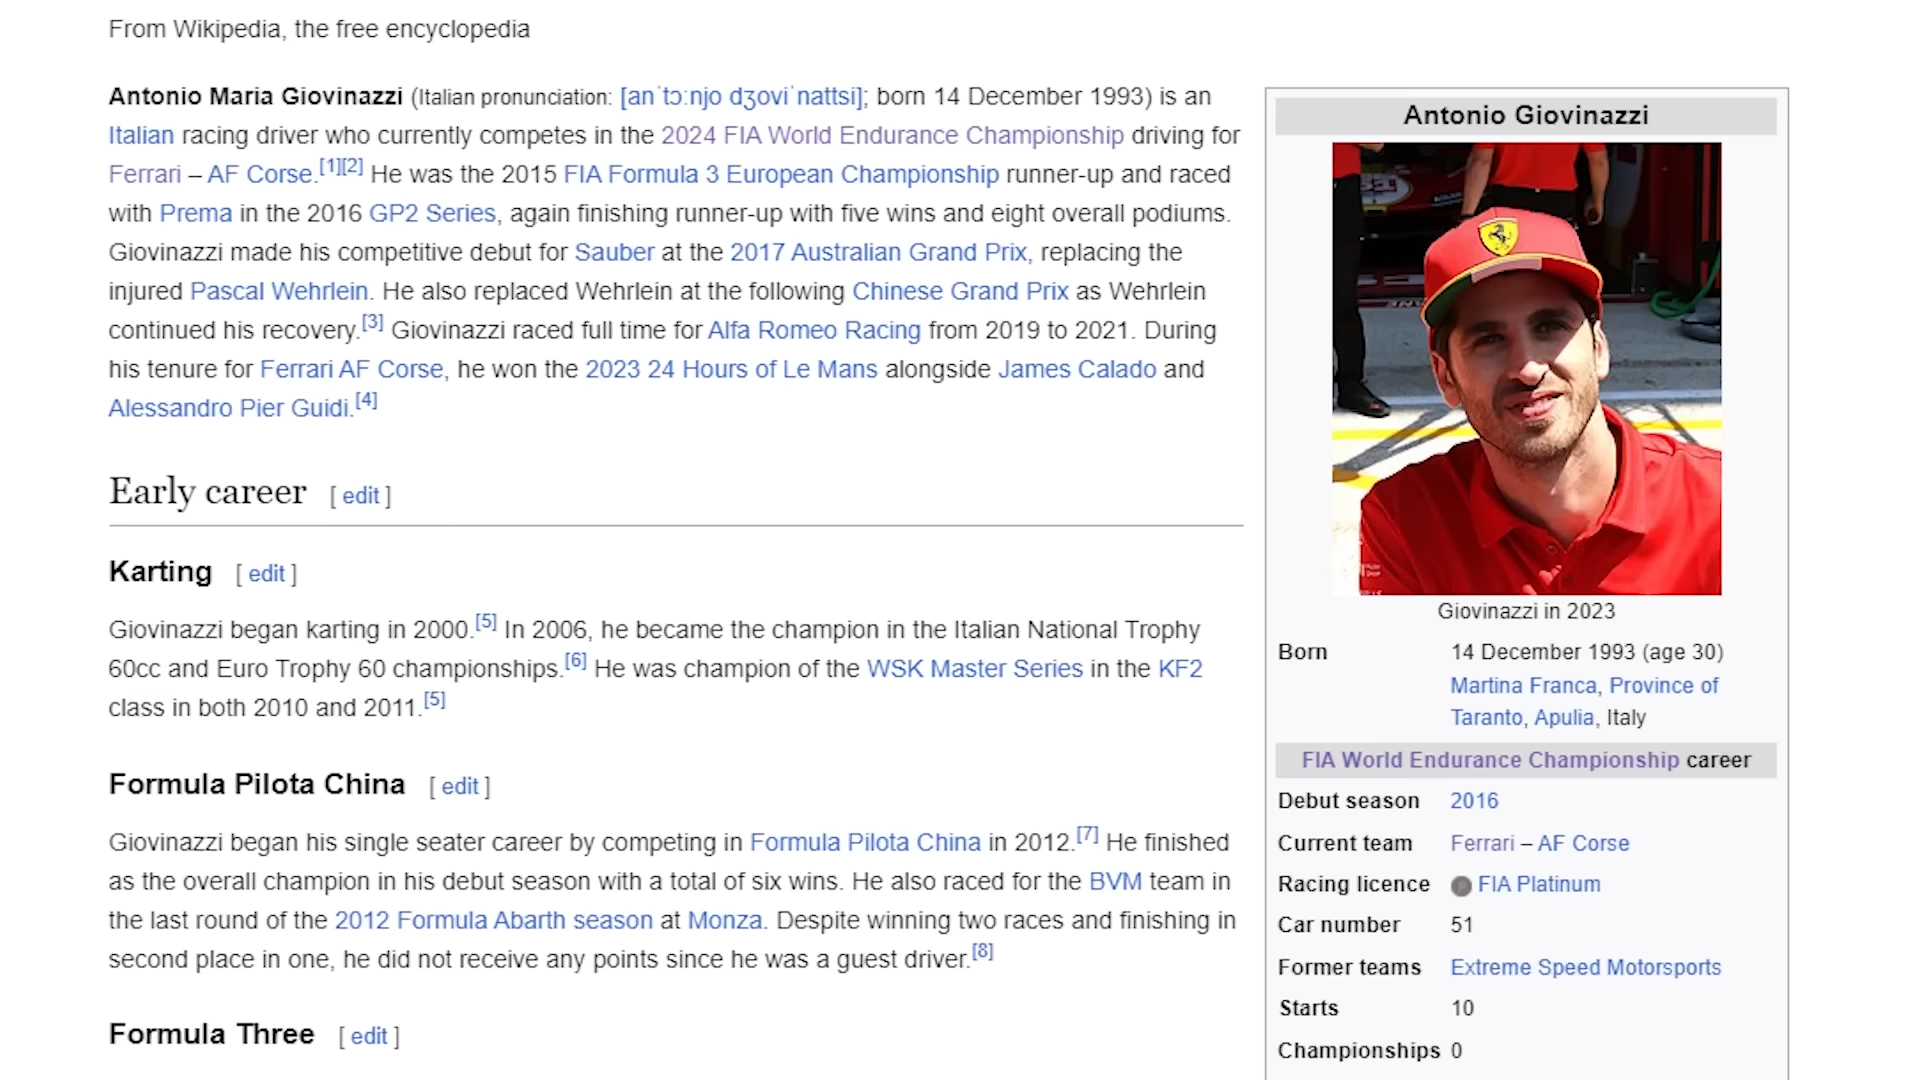 From Wikipedia, the free encyclopedia
Antonio Maria Giovinazzi (Italian pronunciation: [anˈtɔːnjo dʒoviˈnattsi]; born 14 December 1993) is an
Italian racing driver who currently competes in the 2024 FIA World Endurance Championship driving for
Ferrari – AF Corse.[1][2] He was the 2015 FIA Formula 3 European Championship runner-up and raced
with Prema in the 2016 GP2 Series, again finishing runner-up with five wins and eight overall podiums.
Giovinazzi made his competitive debut for Sauber at the 2017 Australian Grand Prix, replacing the
injured Pascal Wehrlein. He also replaced Wehrlein at the following Chinese Grand Prix as Wehrlein
continued his recovery.[3] Giovinazzi raced full time for Alfa Romeo Racing from 2019 to 2021. During
his tenure for Ferrari AF Corse, he won the 2023 24 Hours of Le Mans alongside James Calado and
Alessandro Pier Guidi.[4]
Early career [ edit ]
Karting [ edit ]
Giovinazzi began karting in 2000.[5] In 2006, he became the champion in the Italian National Trophy
60cc and Euro Trophy 60 championships.[6] He was champion of the WSK Master Series in the KF2
class in both 2010 and 2011.[5]
Formula Pilota China [ edit ]
Giovinazzi began his single seater career by competing in Formula Pilota China in 2012.[7] He finished
as the overall champion in his debut season with a total of six wins. He also raced for the BVM team in
the last round of the 2012 Formula Abarth season at Monza. Despite winning two races and finishing in
second place in one, he did not receive any points since he was a guest driver.[8]
Formula Three [ edit ]
Antonio Giovinazzi
Giovinazzi in 2023
Born 14 December 1993 (age 30)
Martina Franca, Province of
Taranto, Apulia, Italy
FIA World Endurance Championship career
Debut season 2016
Current team Ferrari – AF Corse
Racing licence FIA Platinum
Car number 51
Former teams Extreme Speed Motorsports
Starts 10
Championships 0